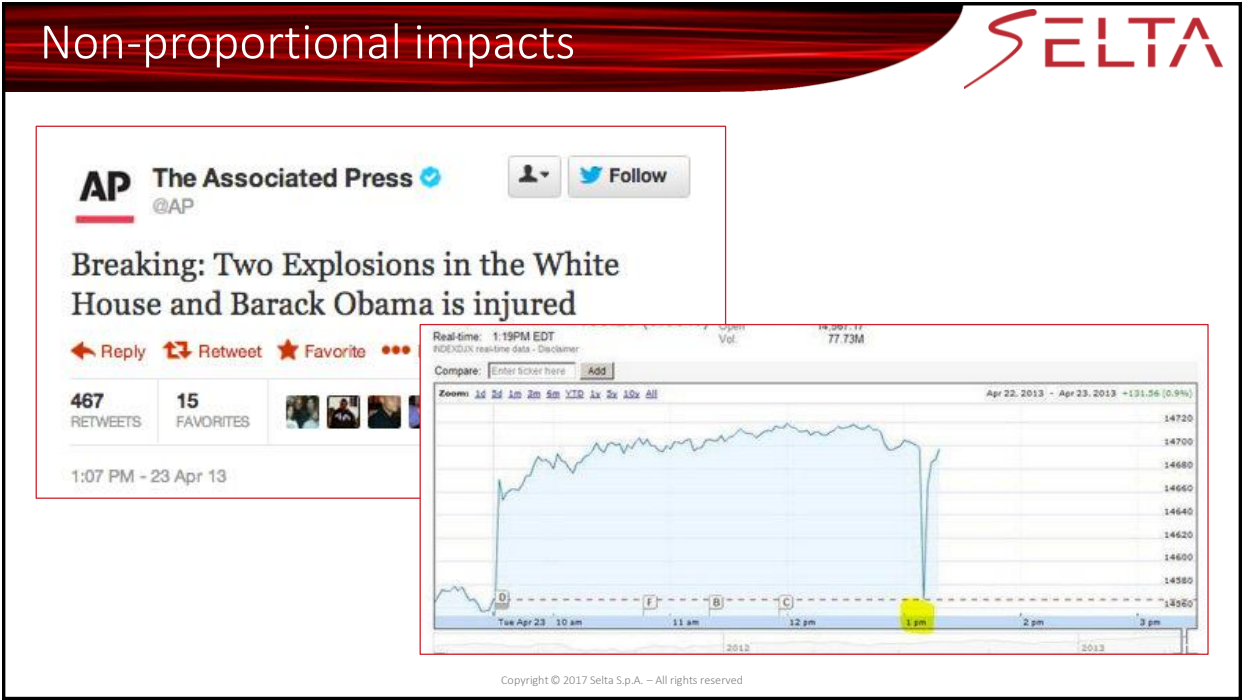 Non-proportional impacts
SELTA
AP
The Associated Press
@AP
Follow
Breaking: Two Explosions in the White
House and Barack Obama is injured
Reply Retweet Favorite
467
RETWEETS
15
FAVORITES
1:07 PM - 23 Apr 13
Real-time: 1:19PM EDT
INDEXDJX real-time data - Disclaimer
Open 14,567.17
Vol. 77.73M
Compare: Enter ticker here Add
Zoom: 1d 5d 1m 3m 6m YTD 1y 5y 10y All
Apr 22, 2013 - Apr 23, 2013 +131.56 (0.9%)
14720
14700
14680
14660
14640
14620
14600
14580
14560
D F B C
Tue Apr 23 10 am 11 am 12 pm 1 pm 2 pm 3 pm
2012 2013
Copyright © 2017 Selta S.p.A. – All rights reserved